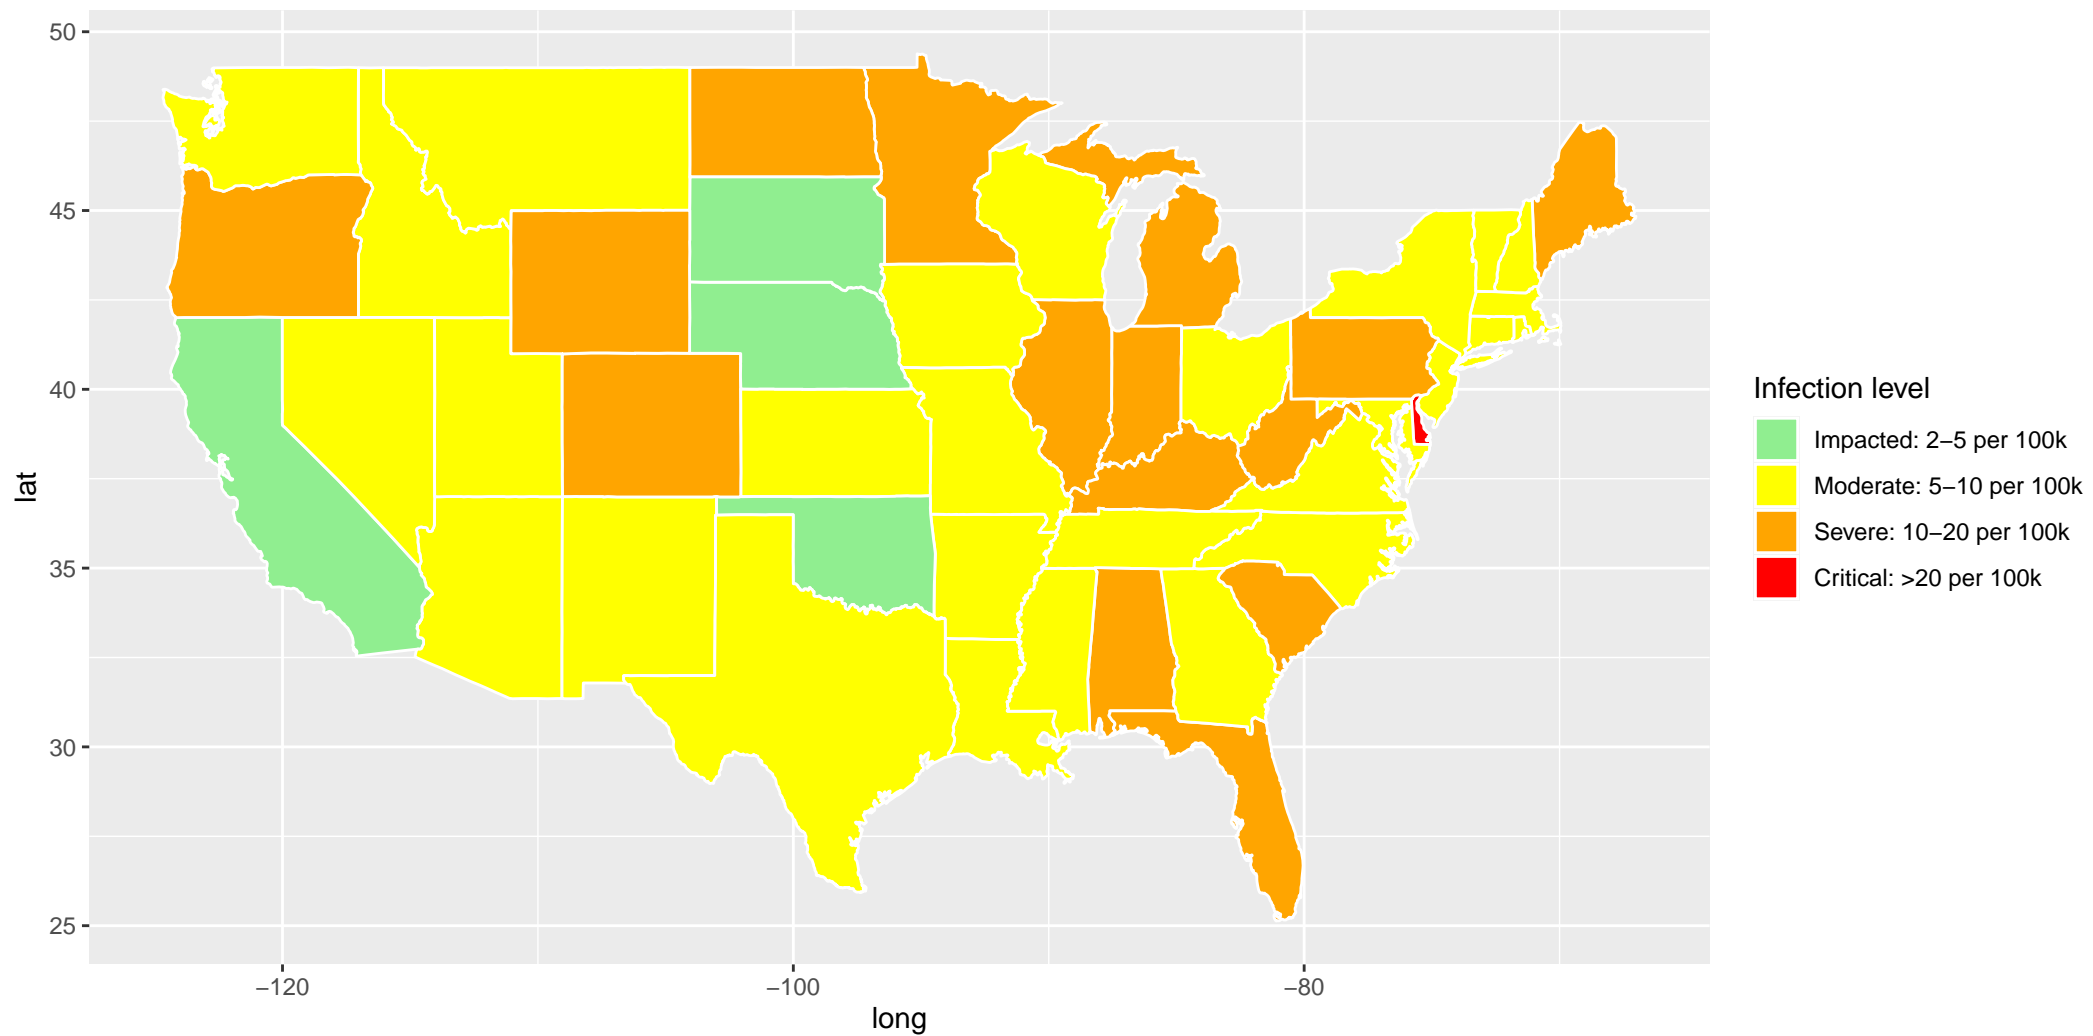 50
45
40
35
30
25
lat
−120
−100
−80
long
Infection level
Impacted: 2−5 per 100k
Moderate: 5−10 per 100k
Severe: 10−20 per 100k
Critical: >20 per 100k